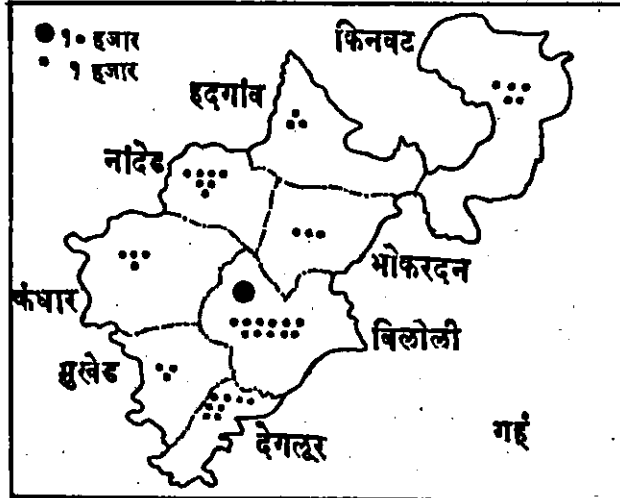 १० हजार
१ हजार
किनवट
हदगांव
नांदेड
भोकरदन
कंधार
बिलोली
मुखेड
देगलूर
गहूं